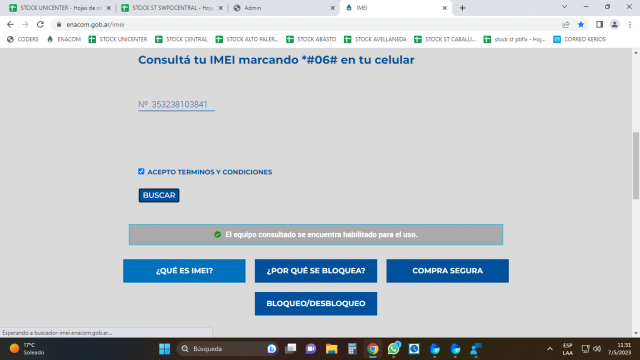 STOCK UNICENTER - Hojas de cá
STOCK ST SWPDCENTRAL - Hoja
Admin
IMEI
enacom.gob.ar/imei
CODERS
ENACOM
STOCK UNICENTER
STOCK CENTRAL
STOCK ALTO PALER...
STOCK ABASTO
STOCK AVELLANEDA
STOCK ST CABALLI...
stock st pbfix - Hoj...
CORREO KERIOS
Consultá tu IMEI marcando *#06# en tu celular
Nº 353238103841
ACEPTO TERMINOS Y CONDICIONES
BUSCAR
El equipo consultado se encuentra habilitado para el uso.
¿QUÉ ES IMEI?
¿POR QUÉ SE BLOQUEA?
COMPRA SEGURA
BLOQUEO/DESBLOQUEO
Esperando a buscador-imei.enacom.gob.ar...
17°C
Soleado
Búsqueda
ESP
LAA
11:31
7/5/2023